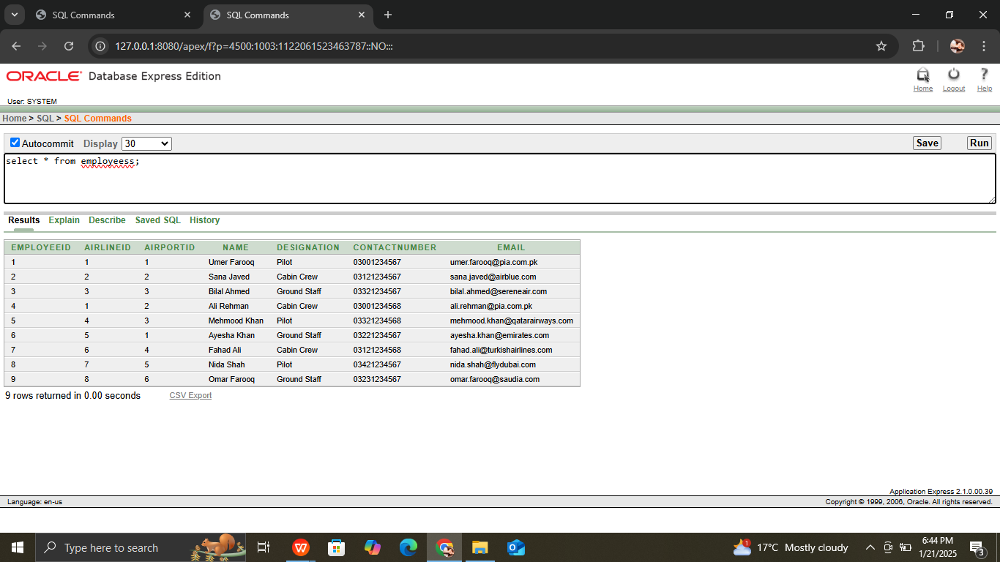 SQL Commands
SQL Commands
127.0.0.1:8080/apex/f?p=4500:1003:1122061523463787::NO:::
ORACLE Database Express Edition
Home Logout Help
User: SYSTEM
Home > SQL > SQL Commands
Autocommit Display 30 Save Run
select * from employeess;
Results Explain Describe Saved SQL History
EMPLOYEEID AIRLINEID AIRPORTID NAME DESIGNATION CONTACTNUMBER EMAIL
1 1 1 Umer Farooq Pilot 03001234567 umer.farooq@pia.com.pk
2 2 2 Sana Javed Cabin Crew 03121234567 sana.javed@airblue.com
3 3 3 Bilal Ahmed Ground Staff 03321234567 bilal.ahmed@sereneair.com
4 1 2 Ali Rehman Cabin Crew 03001234568 ali.rehman@pia.com.pk
5 4 3 Mehmood Khan Pilot 03321234568 mehmood.khan@qatarairways.com
6 5 1 Ayesha Khan Ground Staff 03221234567 ayesha.khan@emirates.com
7 6 4 Fahad Ali Cabin Crew 03121234568 fahad.ali@turkishairlines.com
8 7 5 Nida Shah Pilot 03421234567 nida.shah@flydubai.com
9 8 6 Omar Farooq Ground Staff 03231234567 omar.farooq@saudia.com
9 rows returned in 0.00 seconds CSV Export
Application Express 2.1.0.00.39
Language: en-us Copyright © 1999, 2006, Oracle. All rights reserved.
Type here to search 1 17°C Mostly cloudy 6:44 PM
1/21/2025 3